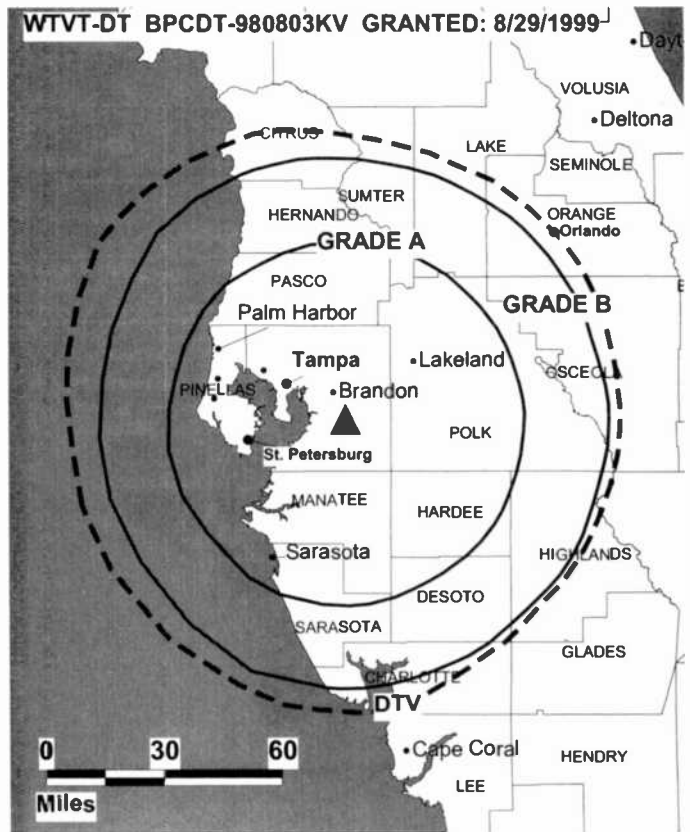 WTVT-DT BPCDT-980803KV GRANTED: 8/29/1999
Dayt
VOLUSIA
Deltona
CITRUS
LAKE
SEMINOLE
SUMTER
HERNANDO
ORANGE
Orlando
GRADE A
PASCO
GRADE B
Palm Harbor
Tampa
Lakeland
OSCEOLA
PINELLAS
Brandon
POLK
St. Petersburg
MANATEE
HARDEE
Sarasota
HIGHLANDS
DESOTO
SARASOTA
GLADES
CHARLOTTE
DTV
0 30 60
Cape Coral
HENDRY
LEE
Miles